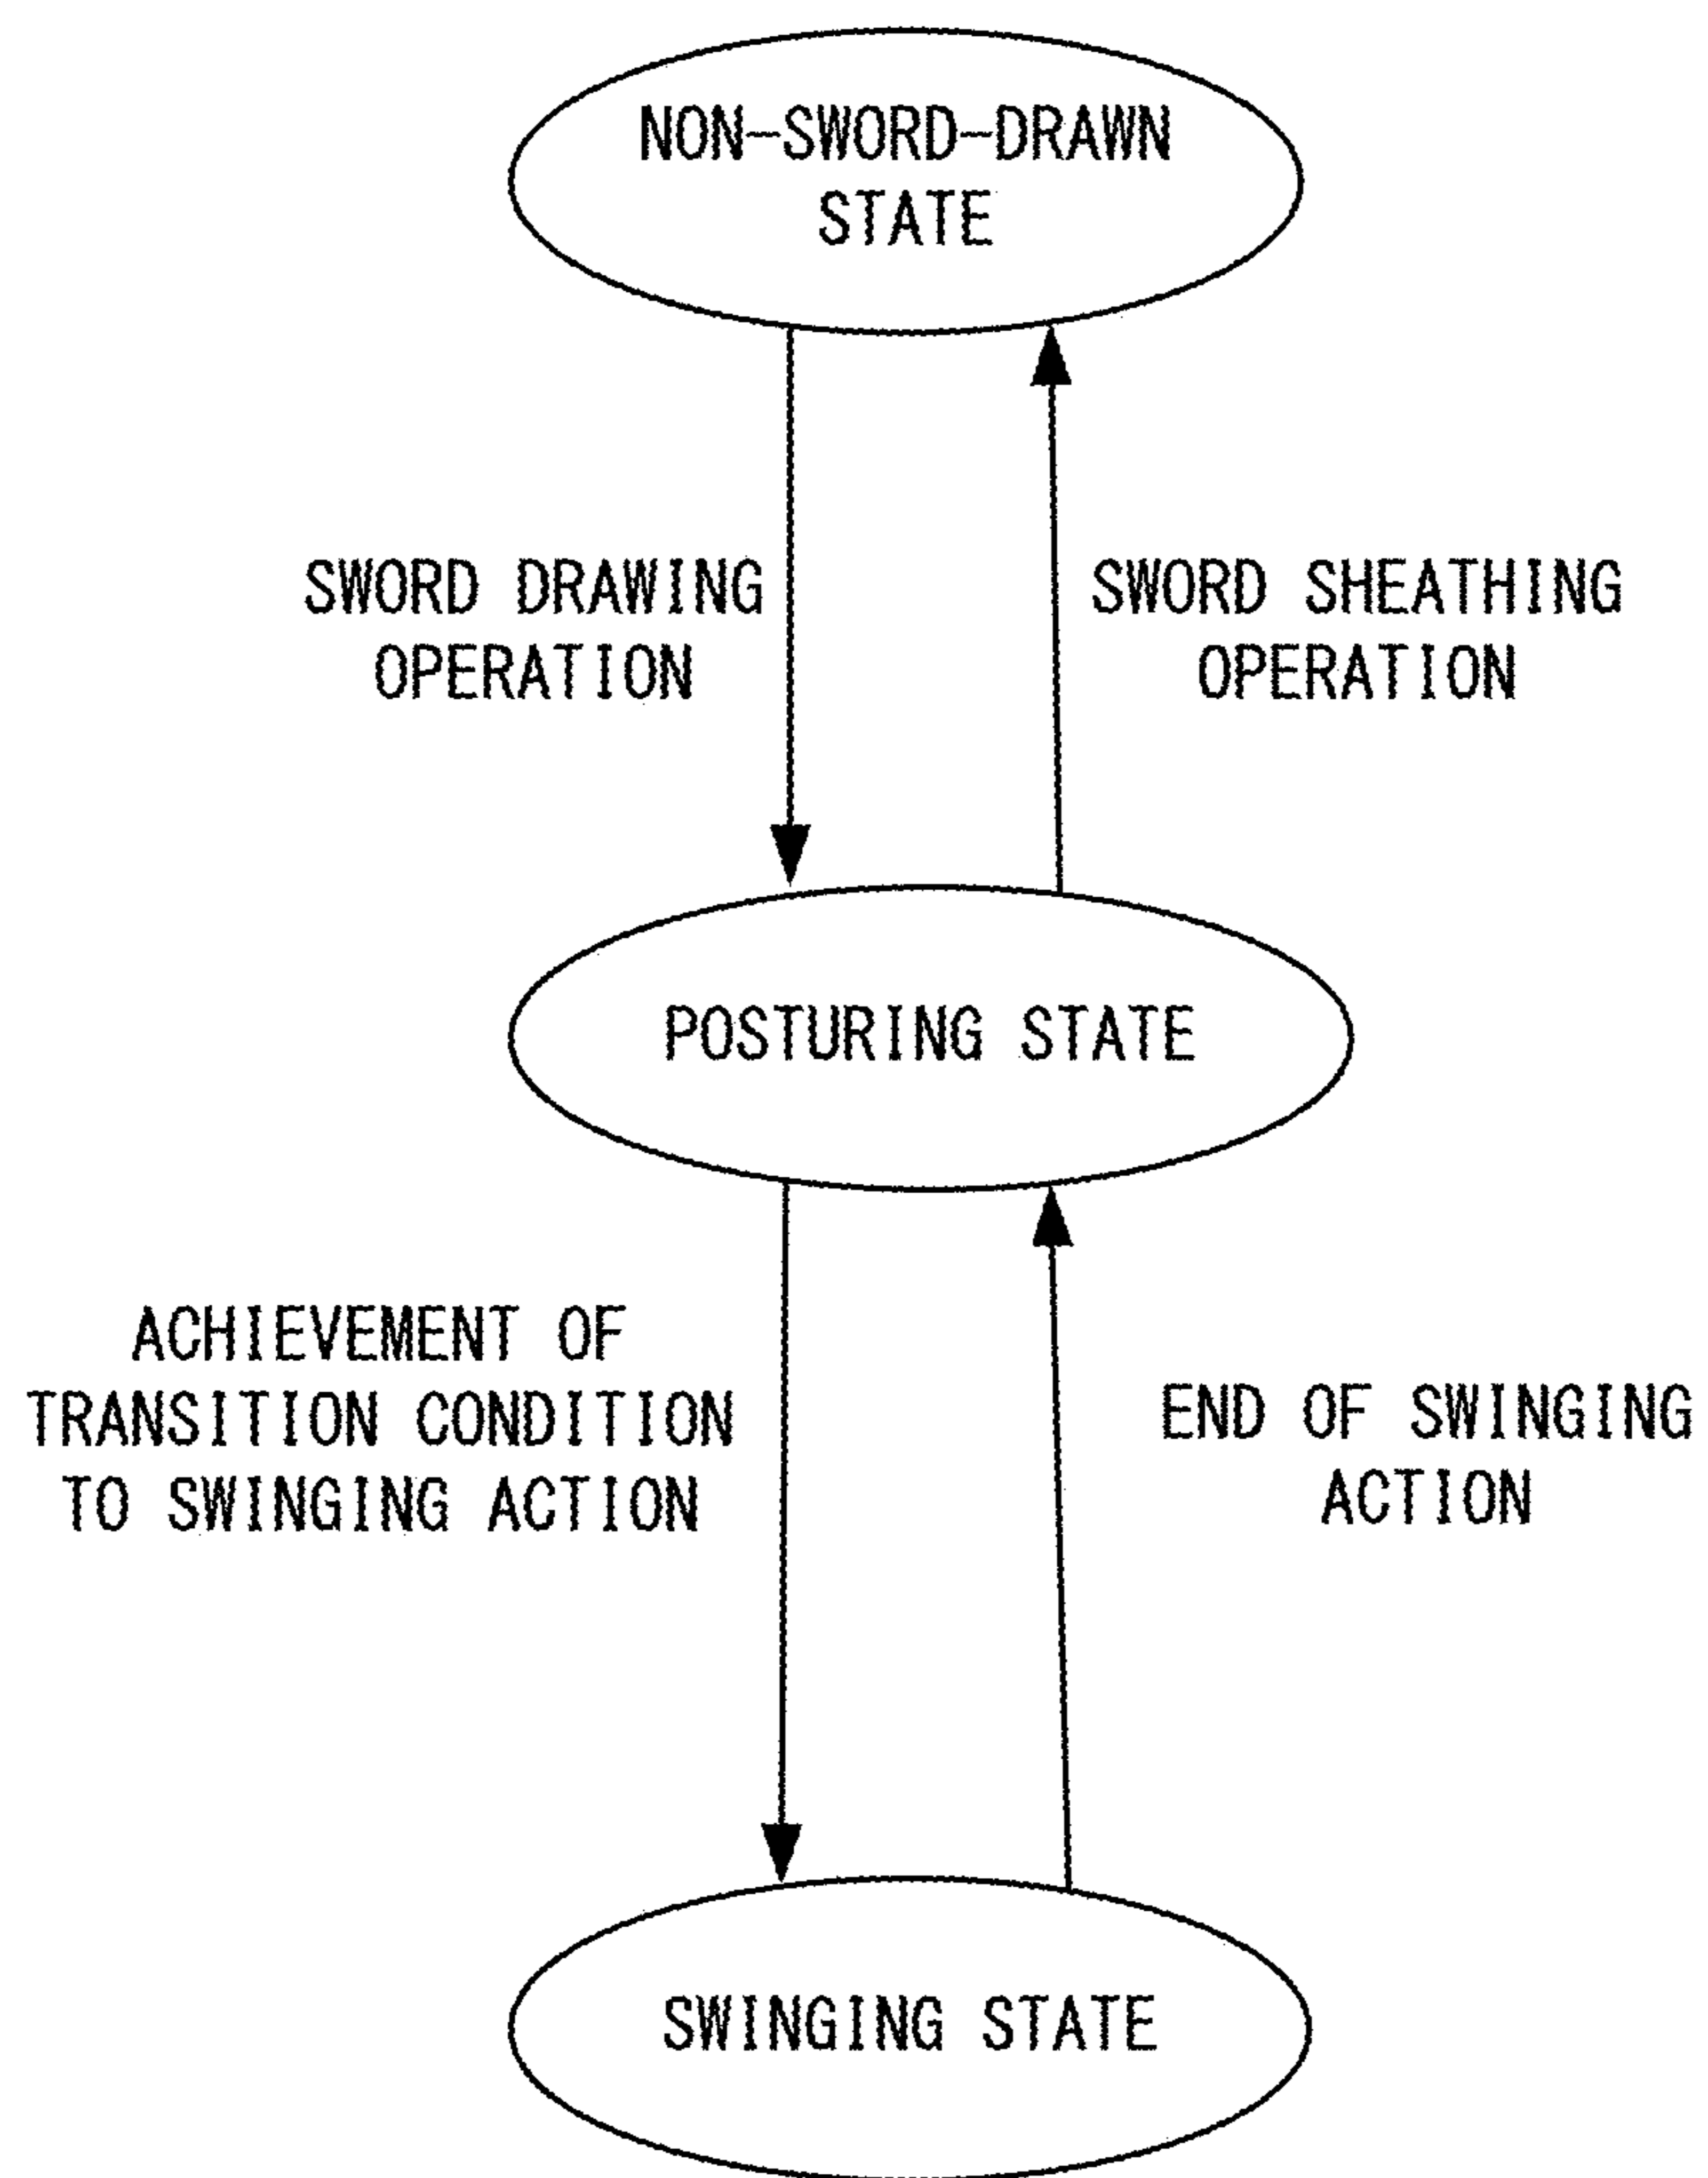 NON-SWORD-DRAWN
STATE
SWORD DRAWING
OPERATION
SWORD SHEATHING
OPERATION
POSTURING STATE
ACHIEVEMENT OF
TRANSITION CONDITION
TO SWINGING ACTION
END OF SWINGING
ACTION
SWINGING STATE